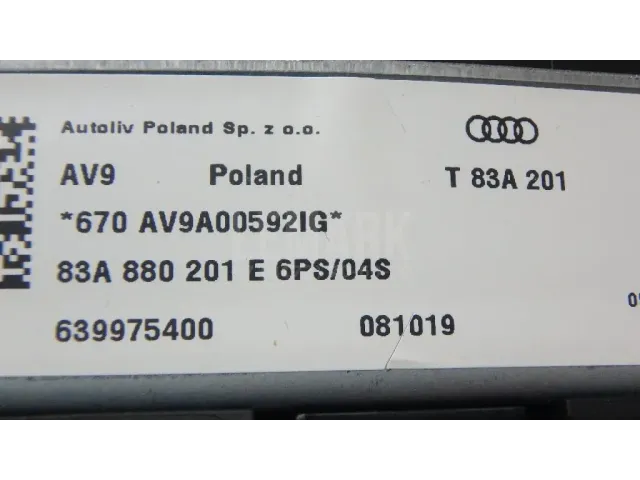 Autoliv Poland Sp. z o.o.
AV9 Poland T 83A 201
*670 AV9A00592IG*
83A 880 201 E 6PS/04S
639975400 081019